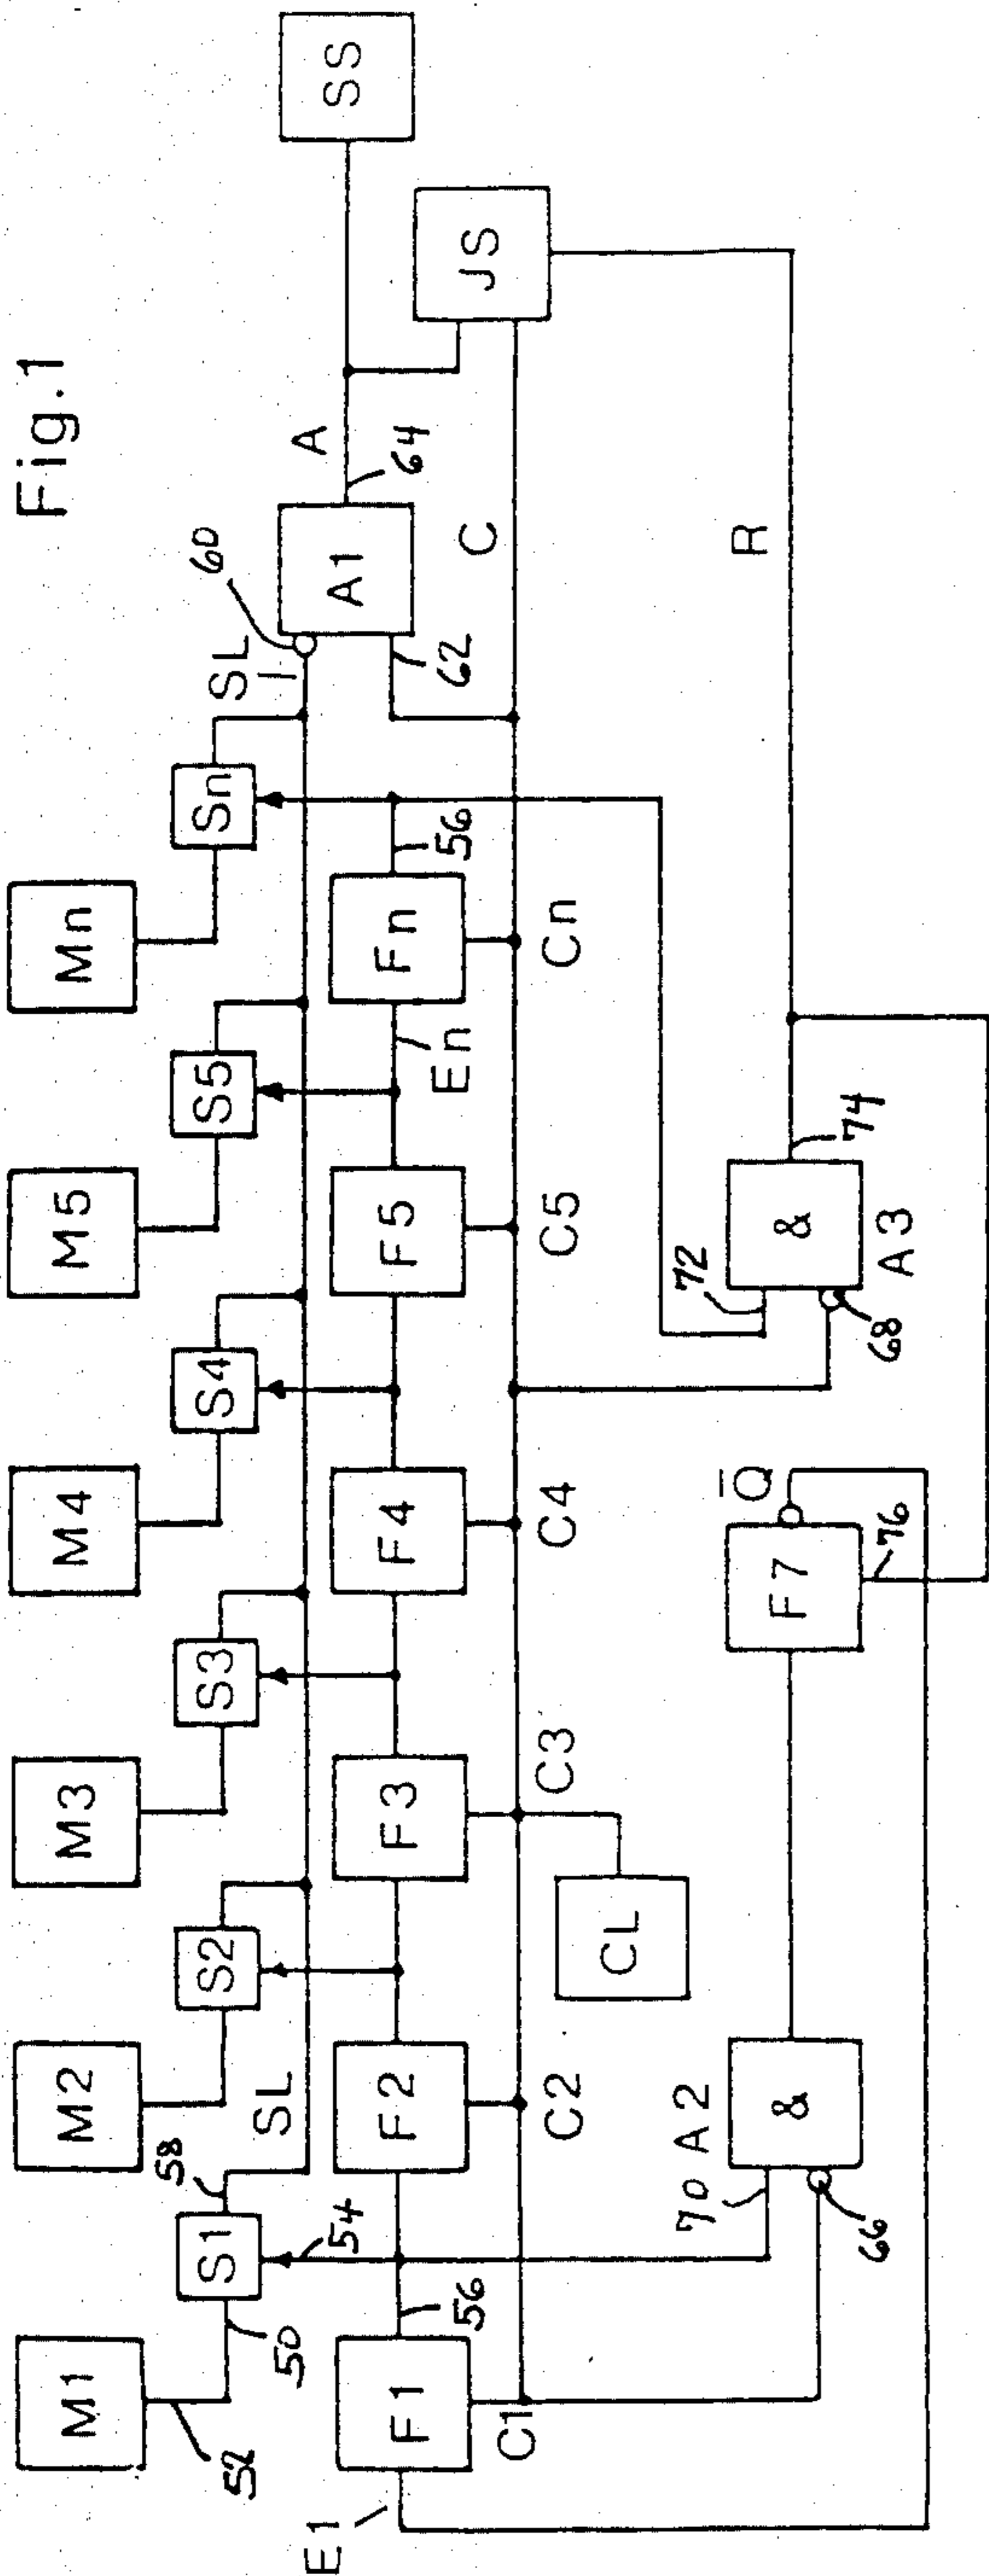 Fig.1
M1
M2
M3
M4
M5
Mn
52
50
58
S1
S2
S3
S4
S5
Sn
SL
SL
60
54
A
SS
E1
F1
56
F2
F3
F4
F5
En
Fn
56
A1
64
62
JS
C1
C2
C3
C4
C5
Cn
C
CL
70
A2
&
66
F7
Q̅
76
72
&
A3
68
74
R